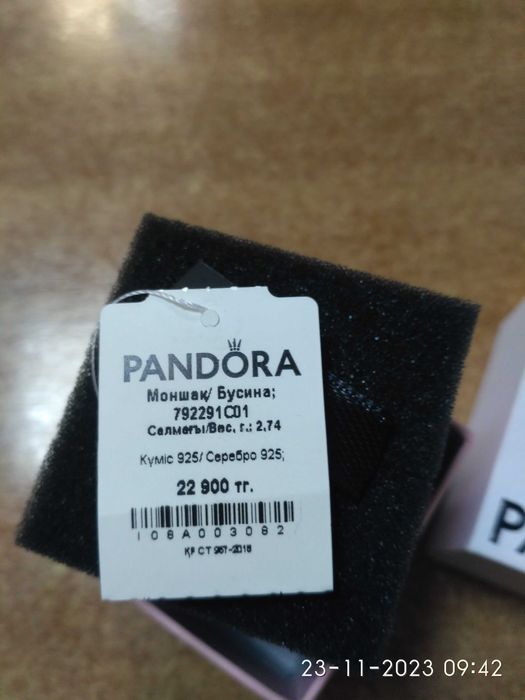 PANDORA
Моншақ/ Бусина;
792291C01
Салмағы/Вес, г.: 2,74
Күміс 925/ Серебро 925;
22 900 тг.
I08A003082
ҚР СТ 987-2016
PA
23-11-2023 09:42